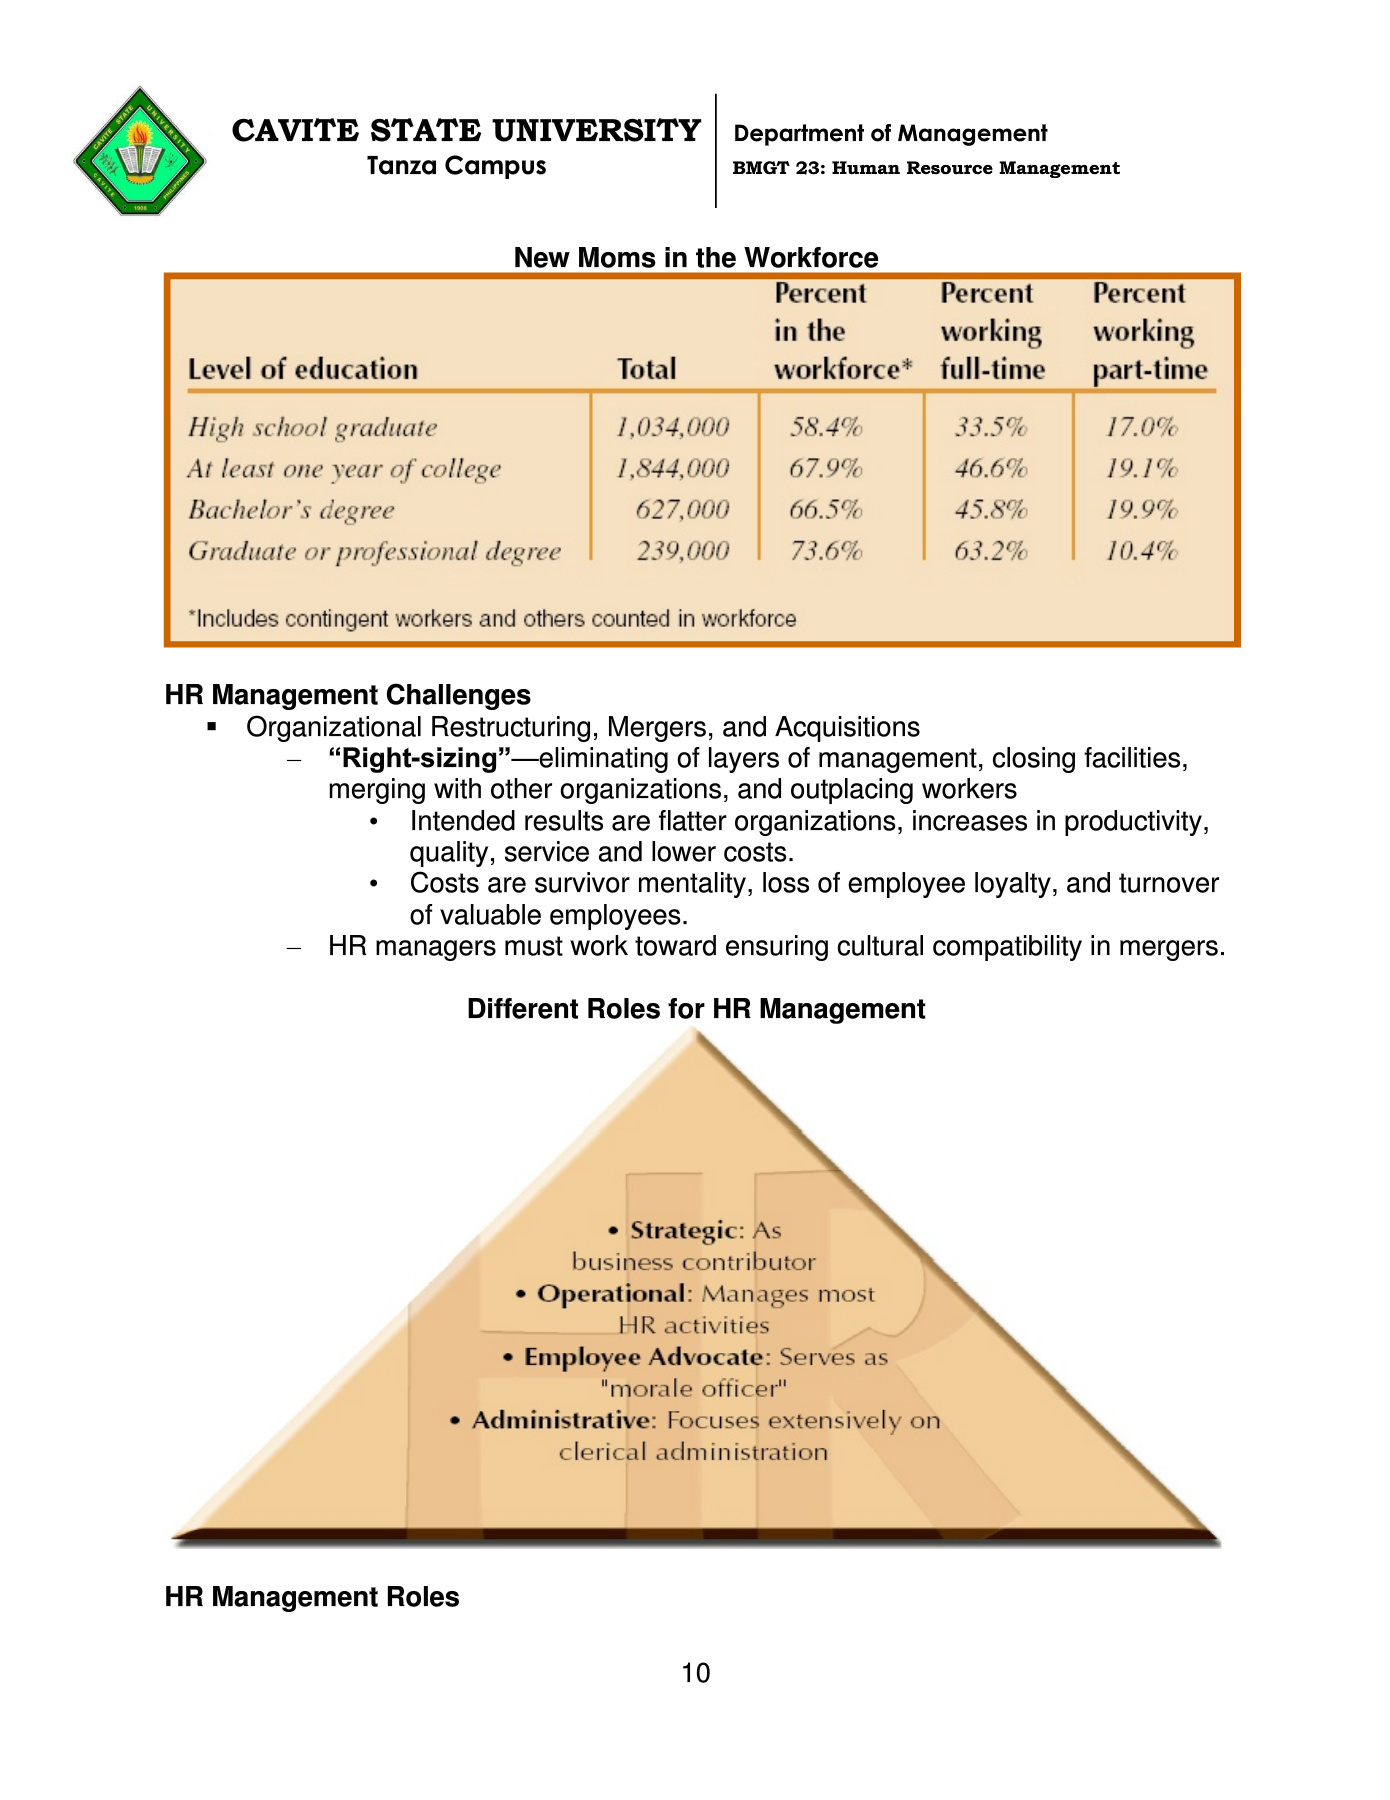 CAVITE STATE UNIVERSITY
Tanza Campus
Department of Management
BMGT 23: Human Resource Management
CAVITE STATE UNIVERSITY
CAVITE PHILIPPINES
1906
New Moms in the Workforce
Level of education Total Percent in the workforce* Percent working full-time Percent working part-time
High school graduate 1,034,000 58.4% 33.5% 17.0%
At least one year of college 1,844,000 67.9% 46.6% 19.1%
Bachelor's degree 627,000 66.5% 45.8% 19.9%
Graduate or professional degree 239,000 73.6% 63.2% 10.4%
*Includes contingent workers and others counted in workforce
HR Management Challenges
▪ Organizational Restructuring, Mergers, and Acquisitions
– “Right-sizing”—eliminating of layers of management, closing facilities,
merging with other organizations, and outplacing workers
• Intended results are flatter organizations, increases in productivity,
quality, service and lower costs.
• Costs are survivor mentality, loss of employee loyalty, and turnover
of valuable employees.
– HR managers must work toward ensuring cultural compatibility in mergers.
Different Roles for HR Management
HR
• Strategic: As
business contributor
• Operational: Manages most
HR activities
• Employee Advocate: Serves as
"morale officer"
• Administrative: Focuses extensively on
clerical administration
HR Management Roles
10